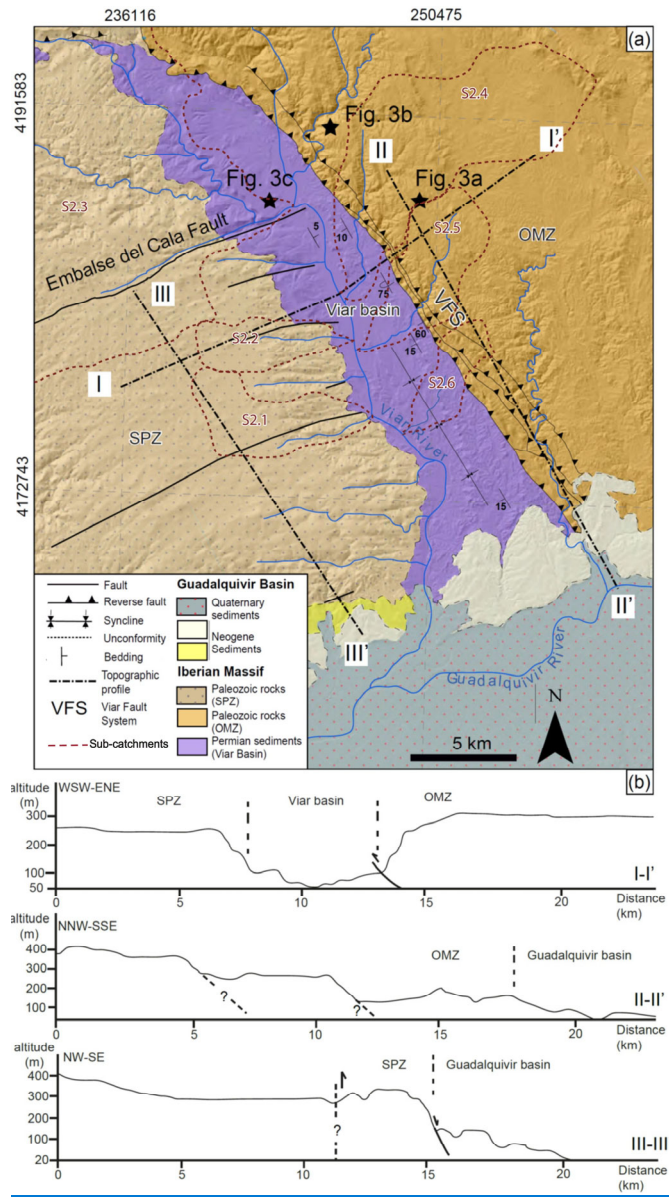 236116
250475
(a)
4191583
4172743
S2.4
Fig. 3b
II
I'
Fig. 3c
Fig. 3a
S2.3
S2.5
OMZ
Embalse del Cala Fault
5
10
75
III
Viar basin
VFS
60
15
I
S2.2
S2.6
S2.1
SPZ
Viar River
15
II'
III'
Guadalquivir River
N
5 km
Fault
Reverse fault
Syncline
Unconformity
Bedding
Topographic
profile
VFS
Viar Fault
System
Sub-catchments
Guadalquivir Basin
Quaternary
sediments
Neogene
Sediments
Iberian Massif
Paleozoic rocks
(SPZ)
Paleozoic rocks
(OMZ)
Permian sediments
(Viar Basin)
(b)
altitude
(m)
WSW-ENE
SPZ
Viar basin
OMZ
300
200
100
50
0
5
10
15
20
Distance
(km)
I-I'
altitude
(m)
NNW-SSE
OMZ
Guadalquivir basin
400
300
200
100
?
?
0
5
10
15
20
Distance
(km)
II-II'
altitude
(m)
NW-SE
SPZ
Guadalquivir basin
400
300
200
100
20
?
0
5
10
15
20
Distance
(km)
III-III